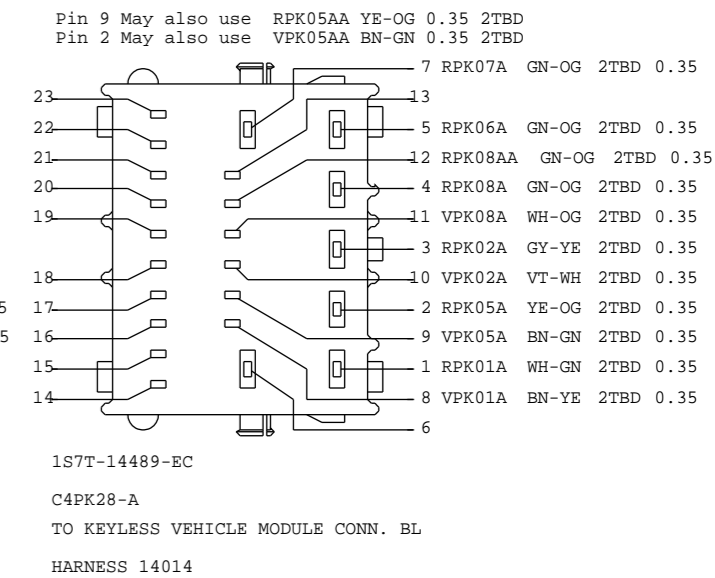 Pin 9 May also use  RPK05AA YE-OG 0.35 2TBD
Pin 2 May also use  VPK05AA BN-GN 0.35 2TBD
7 RPK07A  GN-OG  2TBD 0.35
23 13
22 5 RPK06A  GN-OG  2TBD 0.35
21 12 RPK08AA  GN-OG  2TBD 0.35
20 4 RPK08A  GN-OG  2TBD 0.35
19 11 VPK08A  WH-OG  2TBD 0.35
3 RPK02A  GY-YE  2TBD 0.35
18 10 VPK02A  VT-WH  2TBD 0.35
5 17 2 RPK05A  YE-OG  2TBD 0.35
5 16 9 VPK05A  BN-GN  2TBD 0.35
15 1 RPK01A  WH-GN  2TBD 0.35
14 8 VPK01A  BN-YE  2TBD 0.35
6
1S7T-14489-EC
C4PK28-A
TO KEYLESS VEHICLE MODULE CONN. BL
HARNESS 14014